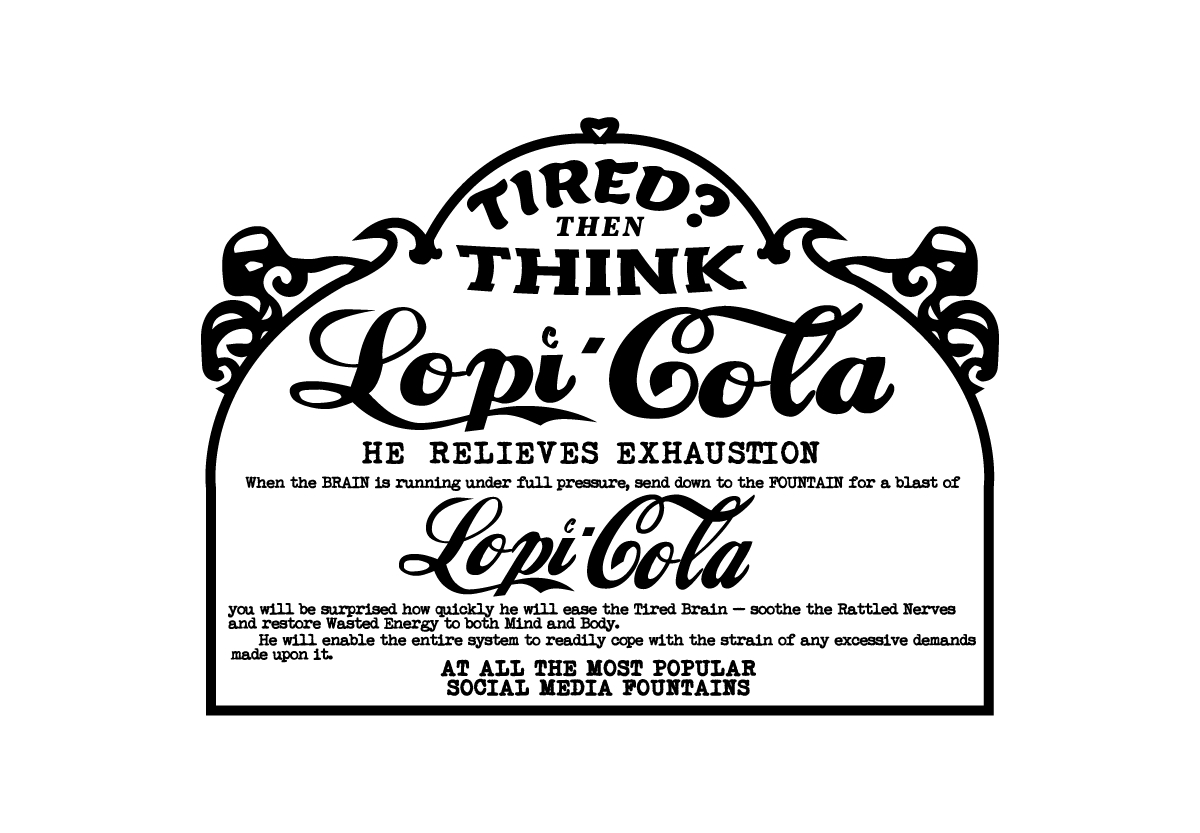 TIRED?
THEN
THINK
Lopi-Cola
HE RELIEVES EXHAUSTION
When the BRAIN is running under full pressure, send down to the FOUNTAIN for a blast of
Lopi-Cola
you will be surprised how quickly he will ease the Tired Brain — soothe the Rattled Nerves
and restore Wasted Energy to both Mind and Body.
He will enable the entire system to readily cope with the strain of any excessive demands
made upon it.
AT ALL THE MOST POPULAR
SOCIAL MEDIA FOUNTAINS